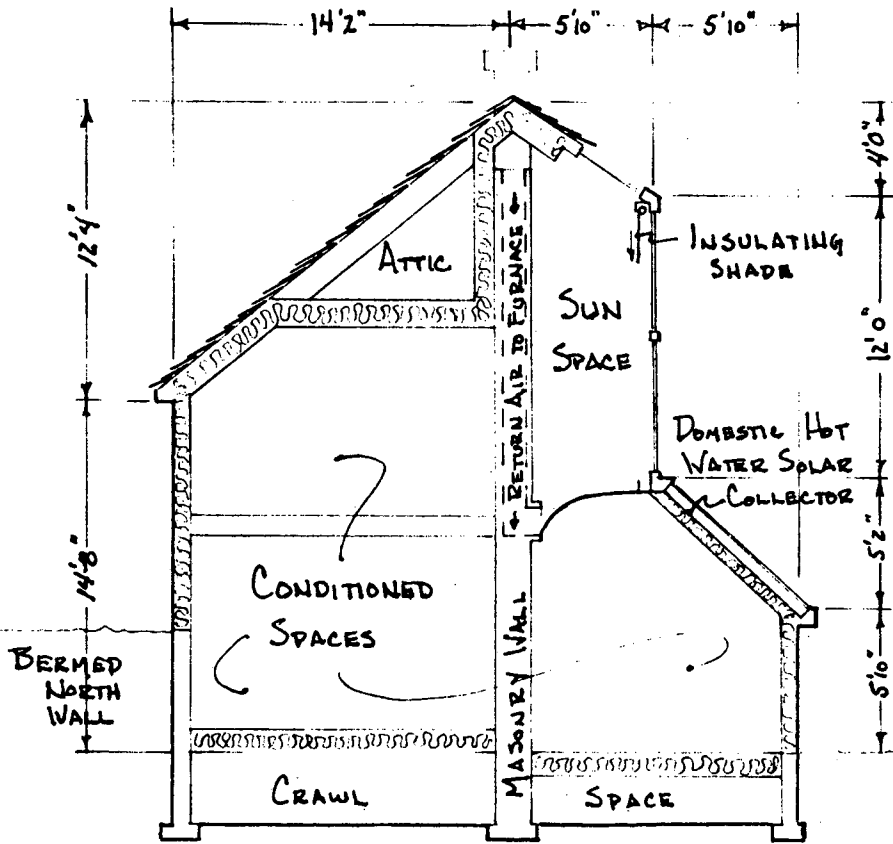 14'2"
5'10"
5'10"
4'0"
12'4"
12'0"
5'2"
14'8"
5'10"
INSULATING
SHADE
ATTIC
SUN
SPACE
RETURN AIR TO FURNACE
DOMESTIC HOT
WATER SOLAR
COLLECTOR
CONDITIONED
SPACES
BERMED
NORTH
WALL
MASONRY WALL
CRAWL
SPACE